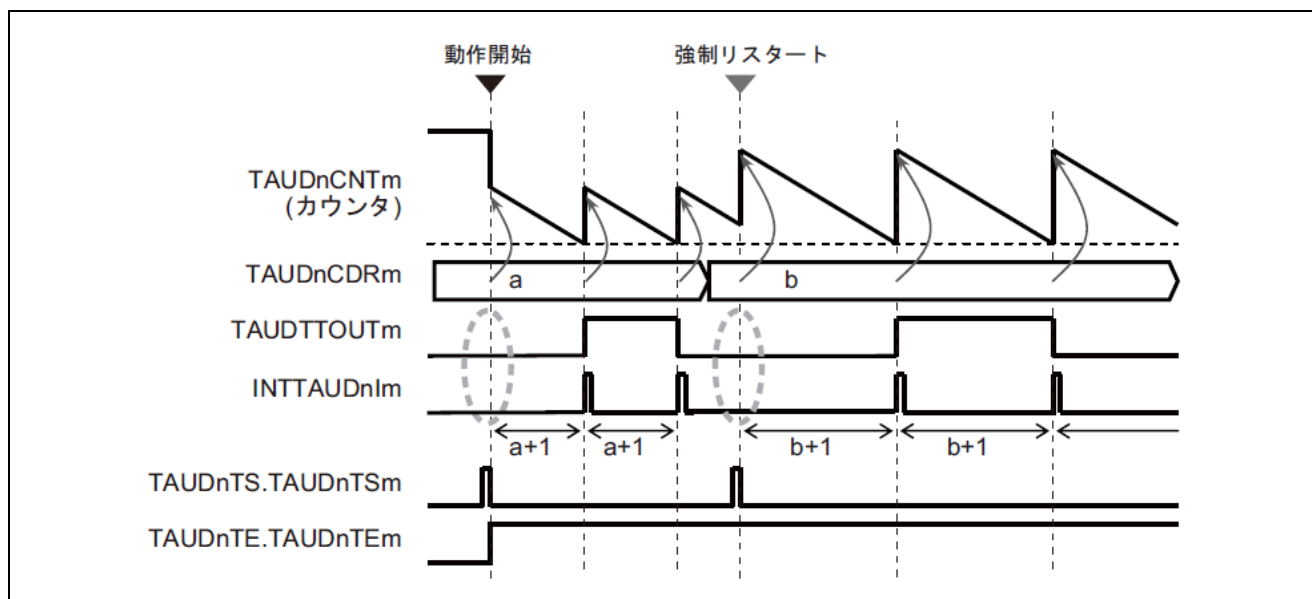 動作開始
強制リスタート
TAUDnCNTm
(カウンタ)
TAUDnCDRm
a
b
TAUDTTOUTm
INTTAUDnIm
a+1
a+1
b+1
b+1
TAUDnTS.TAUDnTSm
TAUDnTE.TAUDnTEm